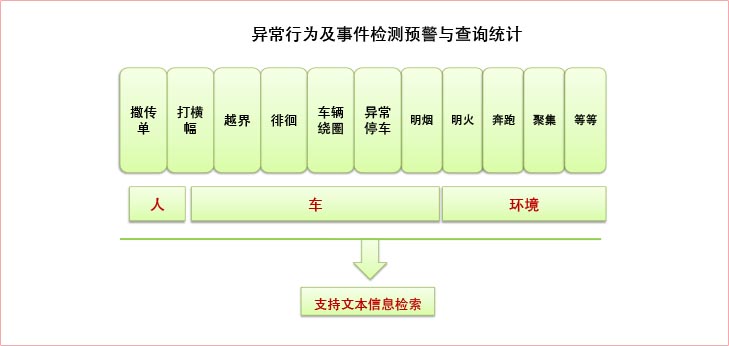 异常行为及事件检测预警与查询统计
撒传
单
打横
幅
越界
徘徊
车辆
绕圈
异常
停车
明烟
明火
奔跑
聚集
等等
人
车
环境
支持文本信息检索